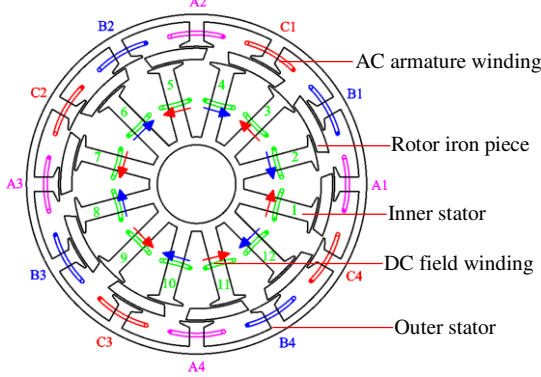 A2
B2
C1
AC armature winding
C2
5
4
B1
6
3
Rotor iron piece
7
2
A3
A1
8
1
Inner stator
9
12
B3
C4
DC field winding
10
11
Outer stator
C3
B4
A4